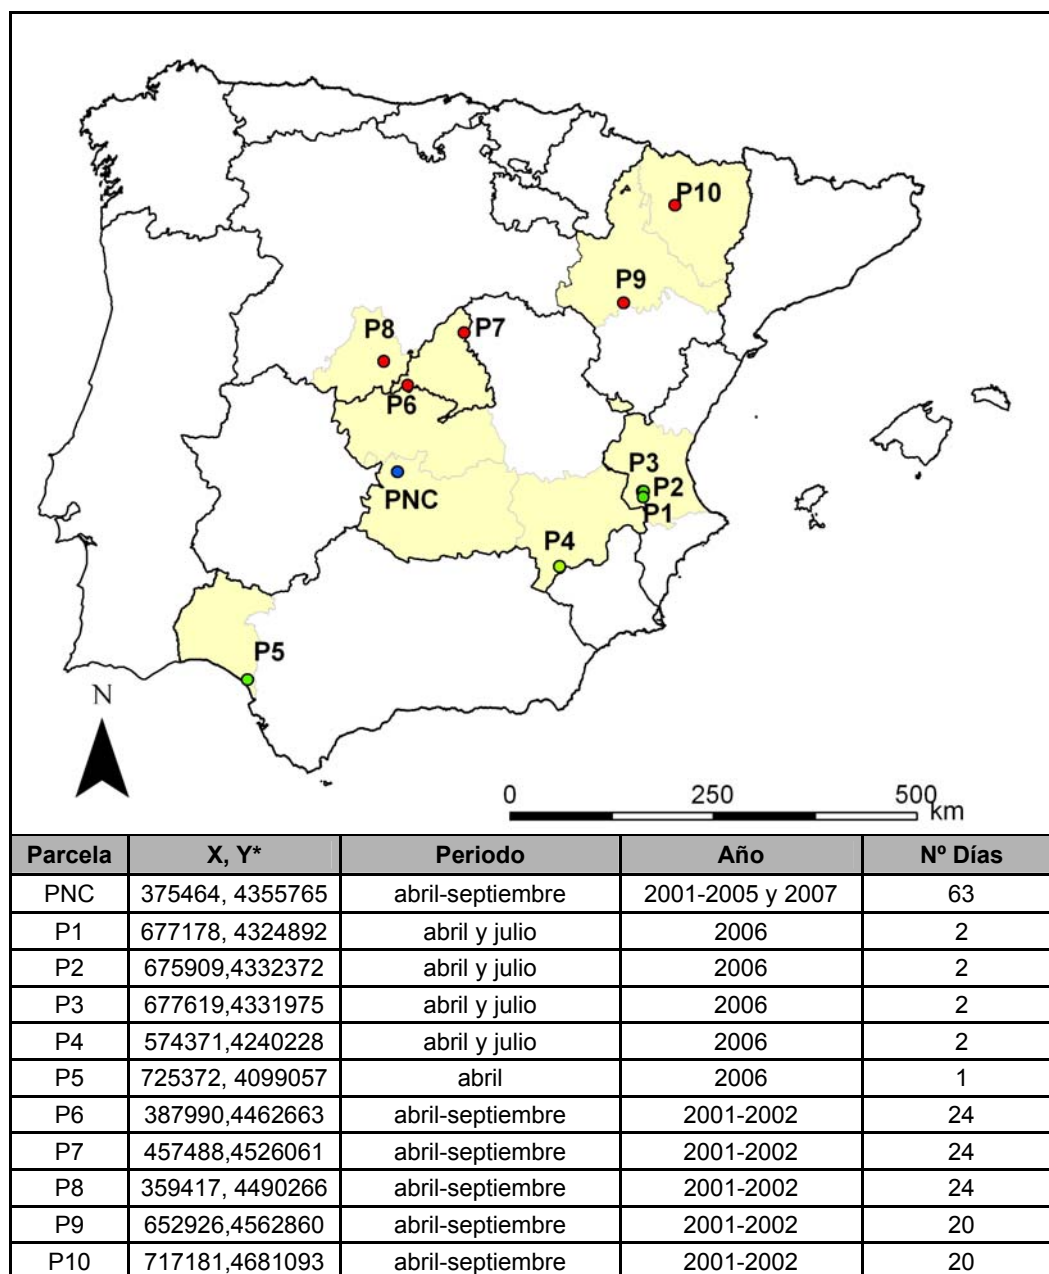 P10
P9
P8
P7
P6
P3
PNC
P2
P1
P4
P5
N
0 250 500
km
Parcela X, Y* Periodo Año Nº Días
PNC 375464, 4355765 abril-septiembre 2001-2005 y 2007 63
P1 677178, 4324892 abril y julio 2006 2
P2 675909,4332372 abril y julio 2006 2
P3 677619,4331975 abril y julio 2006 2
P4 574371,4240228 abril y julio 2006 2
P5 725372, 4099057 abril 2006 1
P6 387990,4462663 abril-septiembre 2001-2002 24
P7 457488,4526061 abril-septiembre 2001-2002 24
P8 359417, 4490266 abril-septiembre 2001-2002 24
P9 652926,4562860 abril-septiembre 2001-2002 20
P10 717181,4681093 abril-septiembre 2001-2002 20